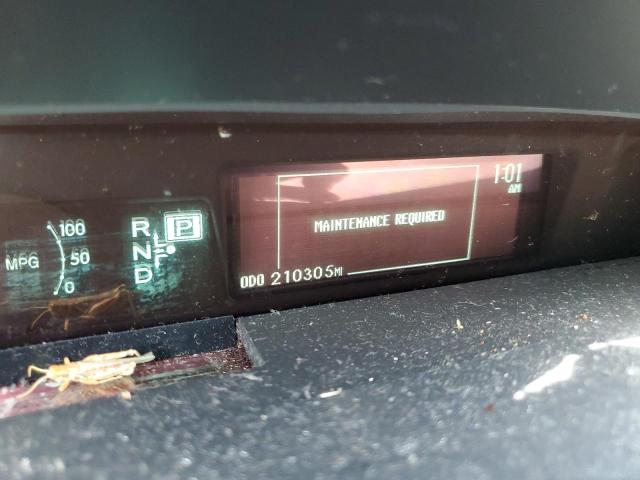 1:01
AM
MAINTENANCE REQUIRED
ODO 210305MI
100
MPG 50
0
R P
N
D